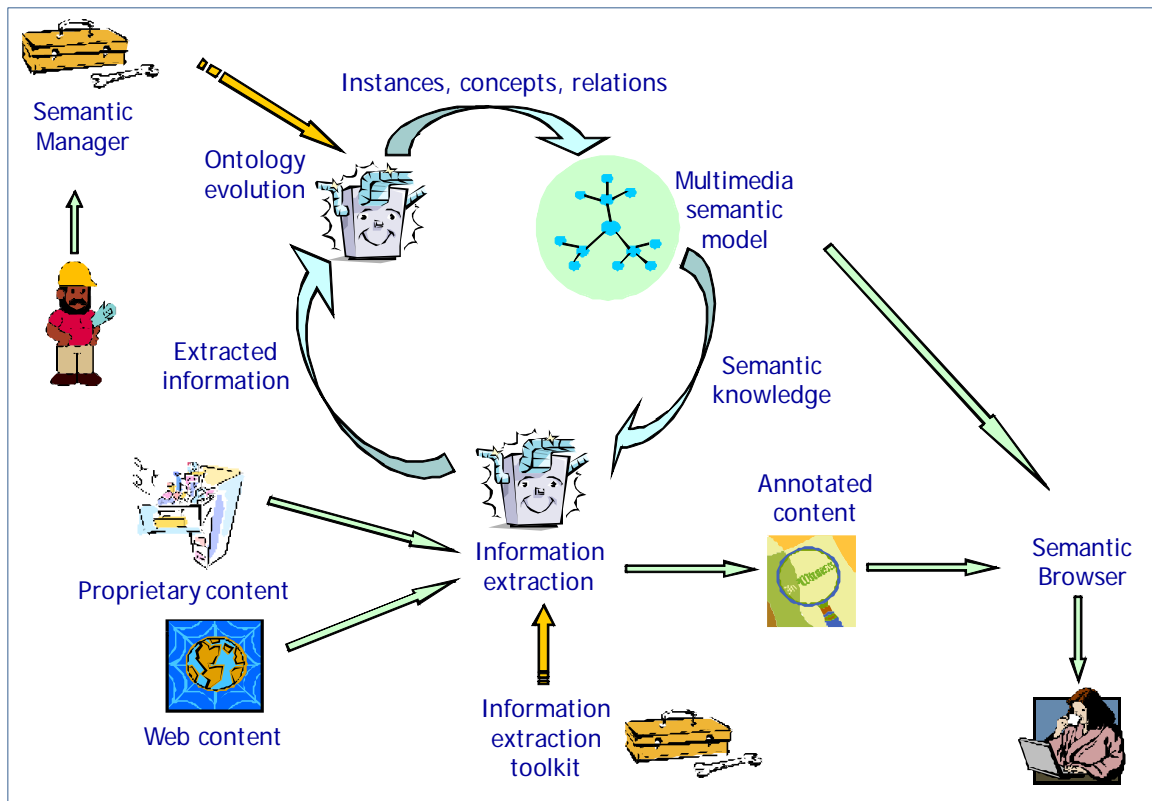 Semantic
Manager
Instances, concepts, relations
Ontology
evolution
Multimedia
semantic
model
Extracted
information
Semantic
knowledge
Proprietary content
Web content
Information
extraction
Information
extraction
toolkit
Annotated
content
Semantic
Browser